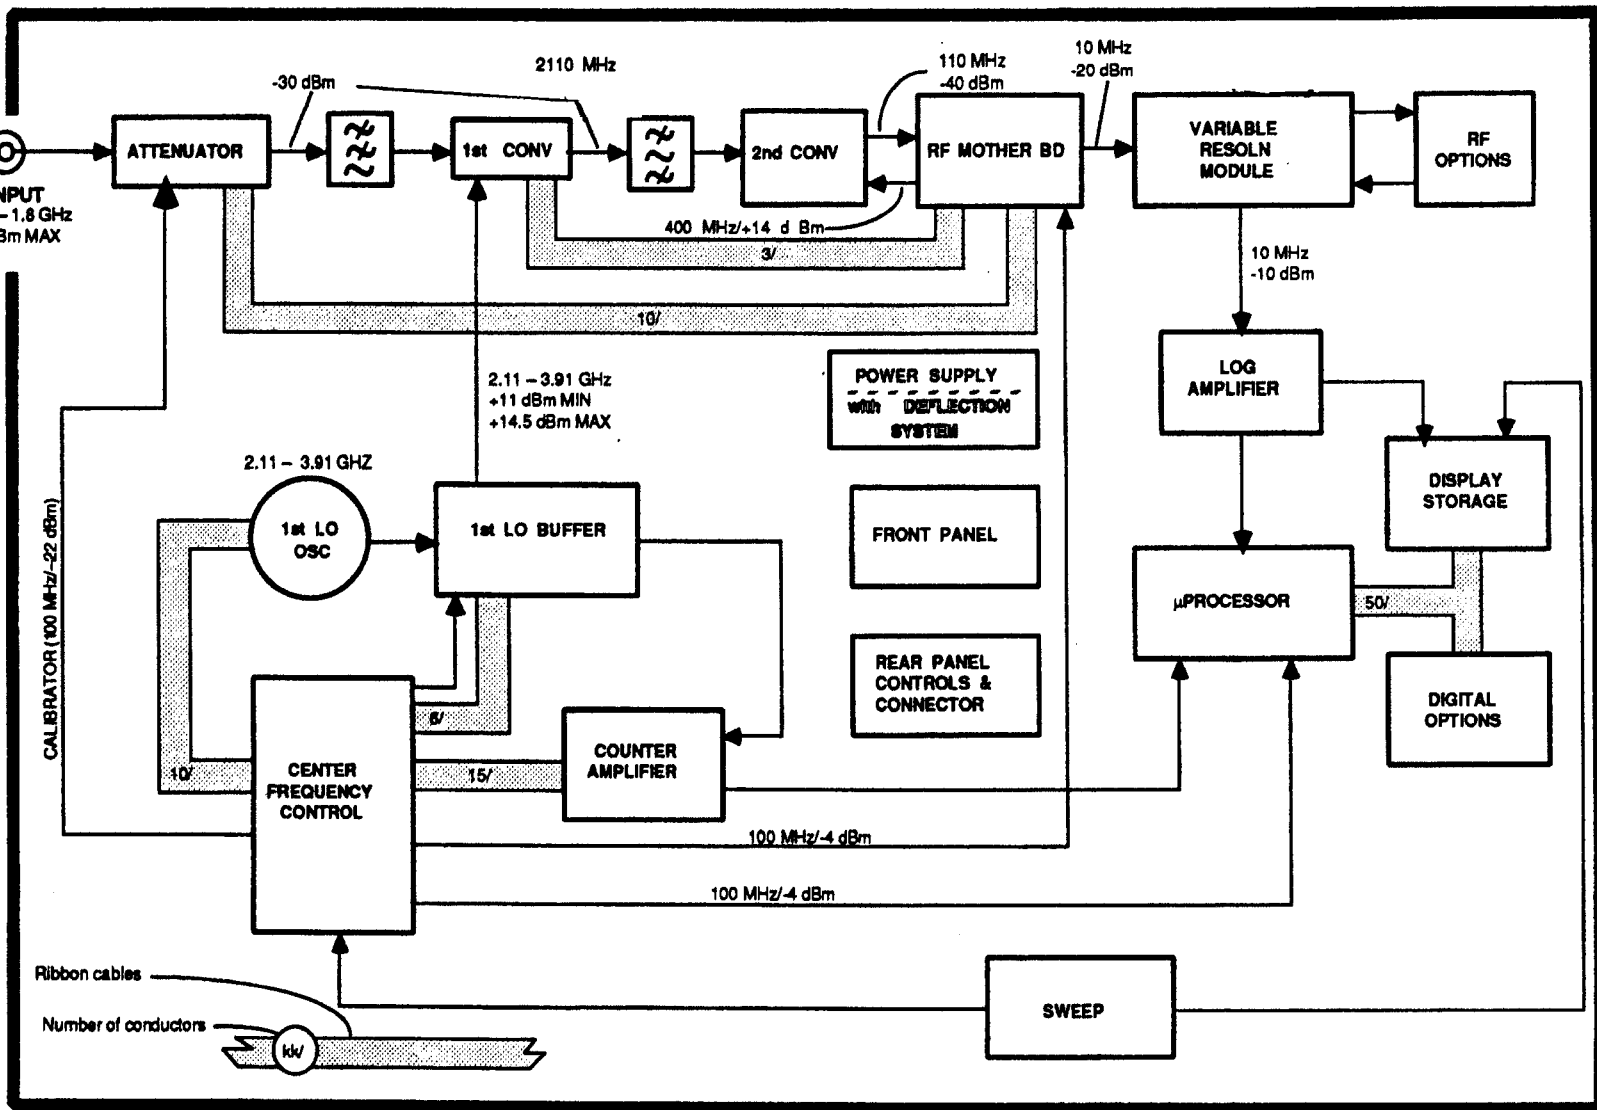 -30 dBm
2110 MHz
110 MHz
-40 dBm
10 MHz
-20 dBm
ATTENUATOR
1st CONV
2nd CONV
RF MOTHER BD
VARIABLE
RESOLN
MODULE
RF
OPTIONS
NPUT
– 1.8 GHz
Bm MAX
400 MHz/+14 d Bm
3/
10/
10 MHz
-10 dBm
2.11 – 3.91 GHz
+11 dBm MIN
+14.5 dBm MAX
POWER SUPPLY
with DEFLECTION
SYSTEM
LOG
AMPLIFIER
2.11 – 3.91 GHZ
1st LO
OSC
1st LO BUFFER
FRONT PANEL
DISPLAY
STORAGE
CALIBRATOR (100 MHz/–22 dBm)
µPROCESSOR
50/
REAR PANEL
CONTROLS &
CONNECTOR
DIGITAL
OPTIONS
6/
10/
15/
CENTER
FREQUENCY
CONTROL
COUNTER
AMPLIFIER
100 MHz/-4 dBm
100 MHz/-4 dBm
Ribbon cables
Number of conductors
kk/
SWEEP